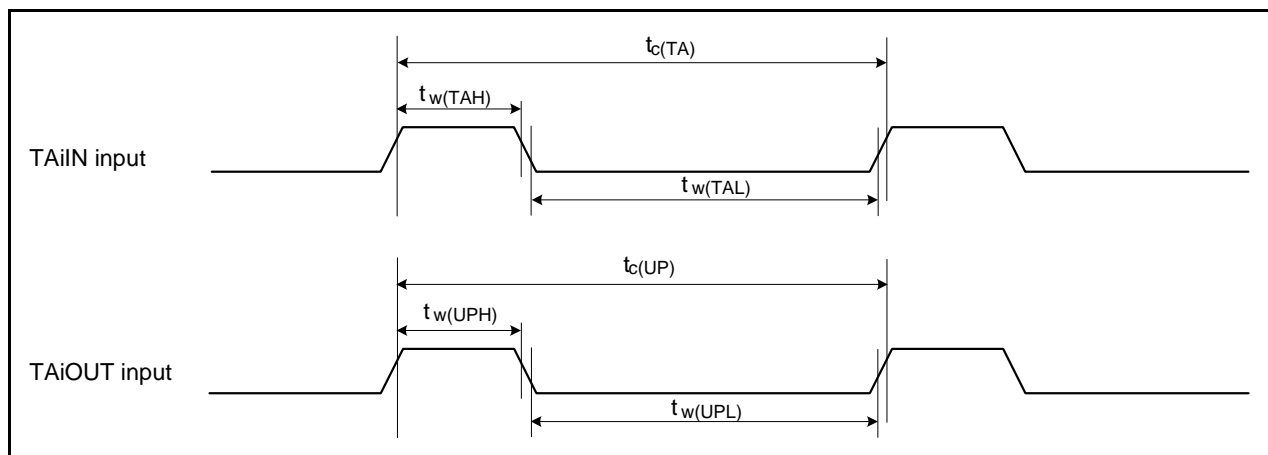 tc(TA)
tw(TAH)
TAiIN input
tw(TAL)
tc(UP)
tw(UPH)
TAiOUT input
tw(UPL)